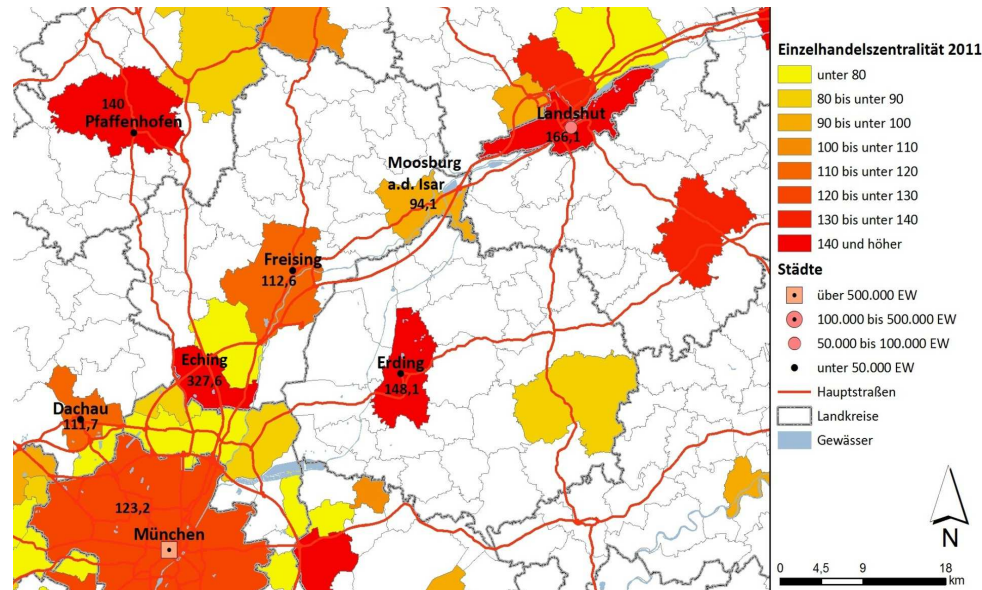 140
Pfaffenhofen
Landshut
166,1
Moosburg
a.d. Isar
94,1
Freising
112,6
Eching
327,6
Erding
148,1
Dachau
111,7
123,2
München
Einzelhandelszentralität 2011
unter 80
80 bis unter 90
90 bis unter 100
100 bis unter 110
110 bis unter 120
120 bis unter 130
130 bis unter 140
140 und höher
Städte
über 500.000 EW
100.000 bis 500.000 EW
50.000 bis 100.000 EW
unter 50.000 EW
Hauptstraßen
Landkreise
Gewässer
N
0 4,5 9 18
km